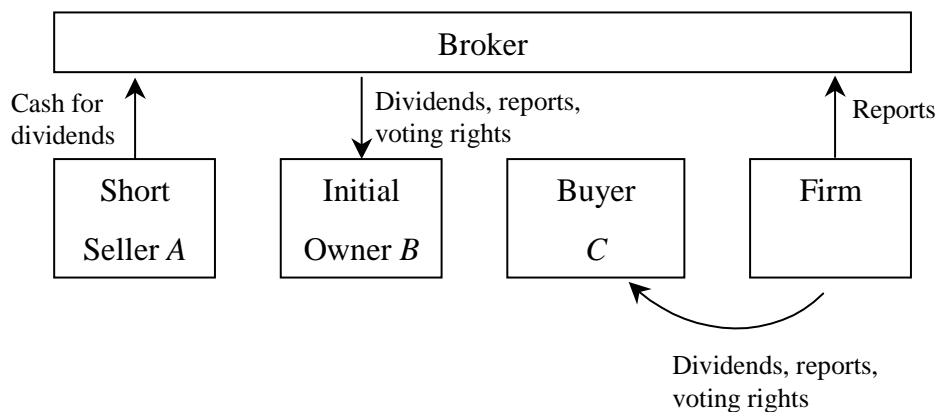 Broker
Cash for
dividends
Dividends, reports,
voting rights
Reports
Short
Seller A
Initial
Owner B
Buyer
C
Firm
Dividends, reports,
voting rights